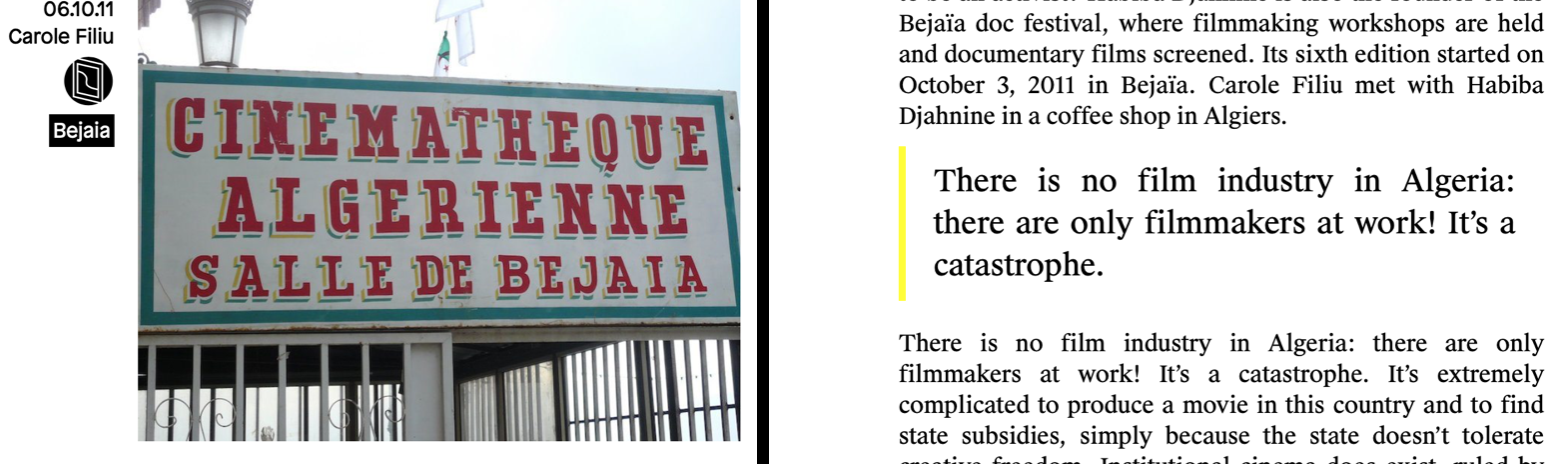 06.10.11
Carole Filiu
Bejaia
CINEMATHEQUE
ALGERIENNE
SALLE DE BEJAIA
Bejaïa doc festival, where filmmaking workshops are held
and documentary films screened. Its sixth edition started on
October 3, 2011 in Bejaïa. Carole Filiu met with Habiba
Djahnine in a coffee shop in Algiers.
There is no film industry in Algeria:
there are only filmmakers at work! It’s a
catastrophe.
There is no film industry in Algeria: there are only
filmmakers at work! It’s a catastrophe. It’s extremely
complicated to produce a movie in this country and to find
state subsidies, simply because the state doesn’t tolerate